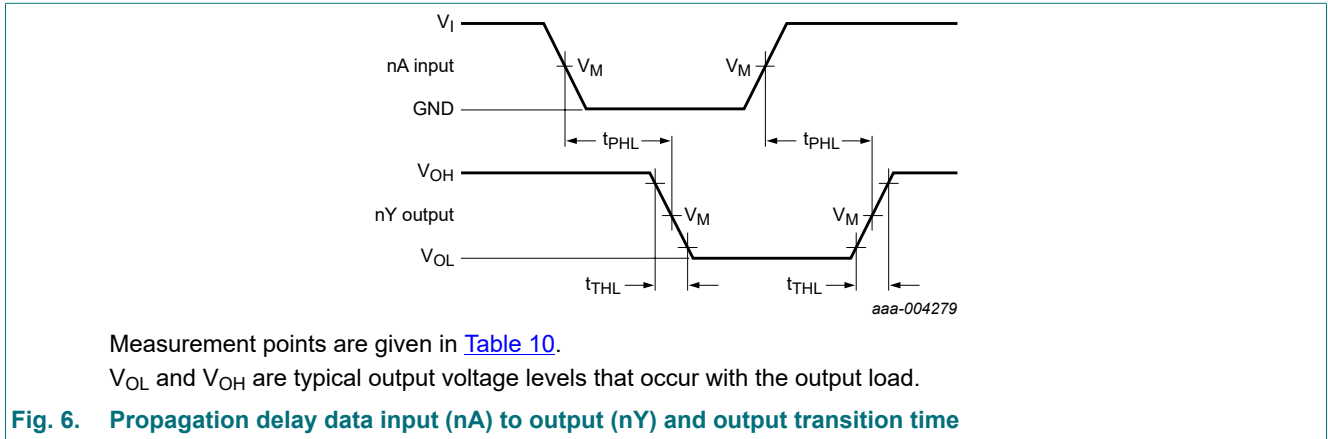 VI
nA input
VM
VM
GND
tPHL
tPHL
VOH
nY output
VM
VM
VOL
tTHL
tTHL
aaa-004279
Measurement points are given in Table 10.
VOL and VOH are typical output voltage levels that occur with the output load.
Fig. 6. Propagation delay data input (nA) to output (nY) and output transition time